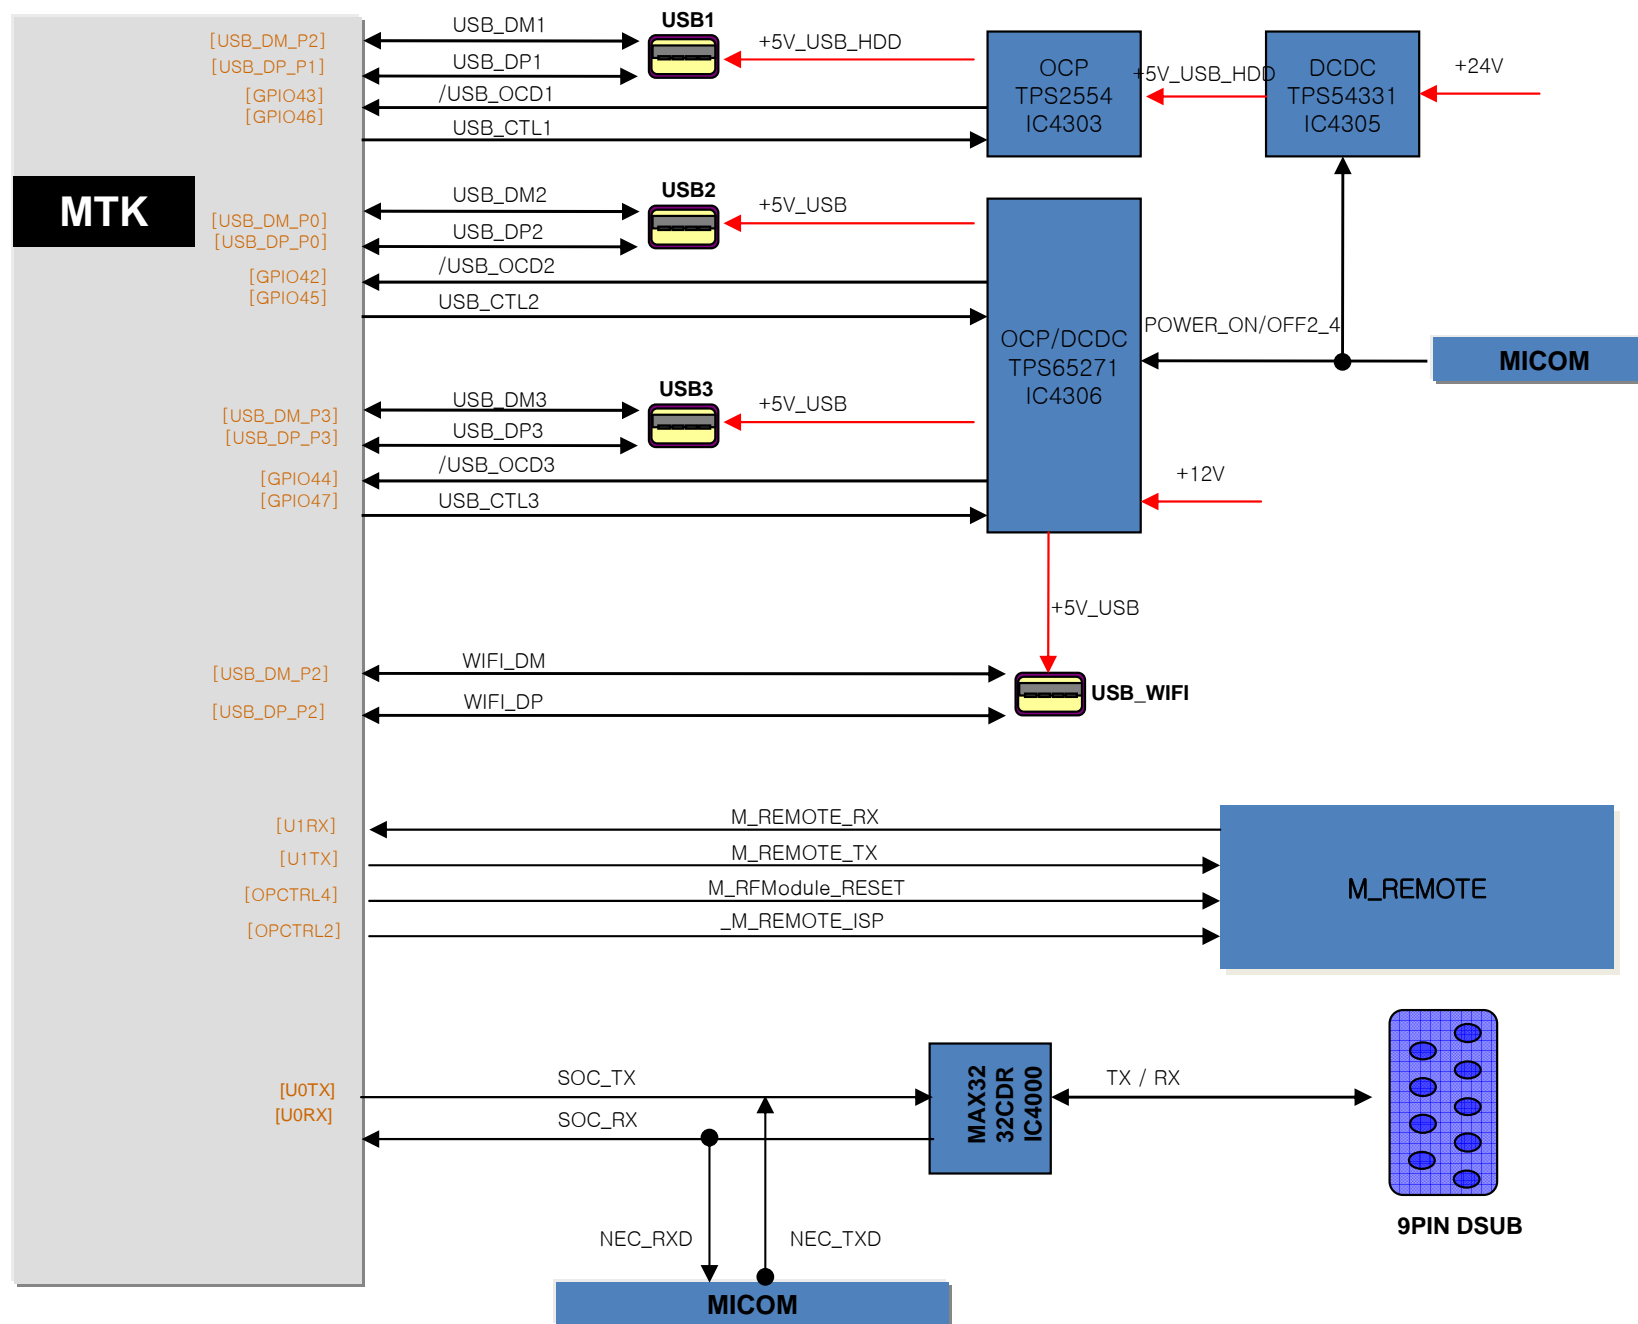 USB1
[USB_DM_P2]
USB_DM1
+5V_USB_HDD
[USB_DP_P1]
USB_DP1
OCP
TPS2554
IC4303
+5V_USB_HDD
DCDC
TPS54331
IC4305
+24V
[GPIO43]
/USB_OCD1
[GPIO46]
USB_CTL1
MTK
USB2
USB_DM2
+5V_USB
[USB_DM_P0]
[USB_DP_P0]
USB_DP2
/USB_OCD2
[GPIO42]
[GPIO45]
USB_CTL2
POWER_ON/OFF2_4
OCP/DCDC
TPS65271
IC4306
MICOM
USB3
USB_DM3
+5V_USB
[USB_DM_P3]
[USB_DP_P3]
USB_DP3
/USB_OCD3
[GPIO44]
+12V
[GPIO47]
USB_CTL3
+5V_USB
WIFI_DM
[USB_DM_P2]
USB_WIFI
WIFI_DP
[USB_DP_P2]
M_REMOTE_RX
[U1RX]
M_REMOTE_TX
[U1TX]
M_RFModule_RESET
[OPCTRL4]
M_REMOTE
_M_REMOTE_ISP
[OPCTRL2]
SOC_TX
[U0TX]
[U0RX]
SOC_RX
MAX32
32CDR
IC4000
TX / RX
9PIN DSUB
NEC_RXD
NEC_TXD
MICOM